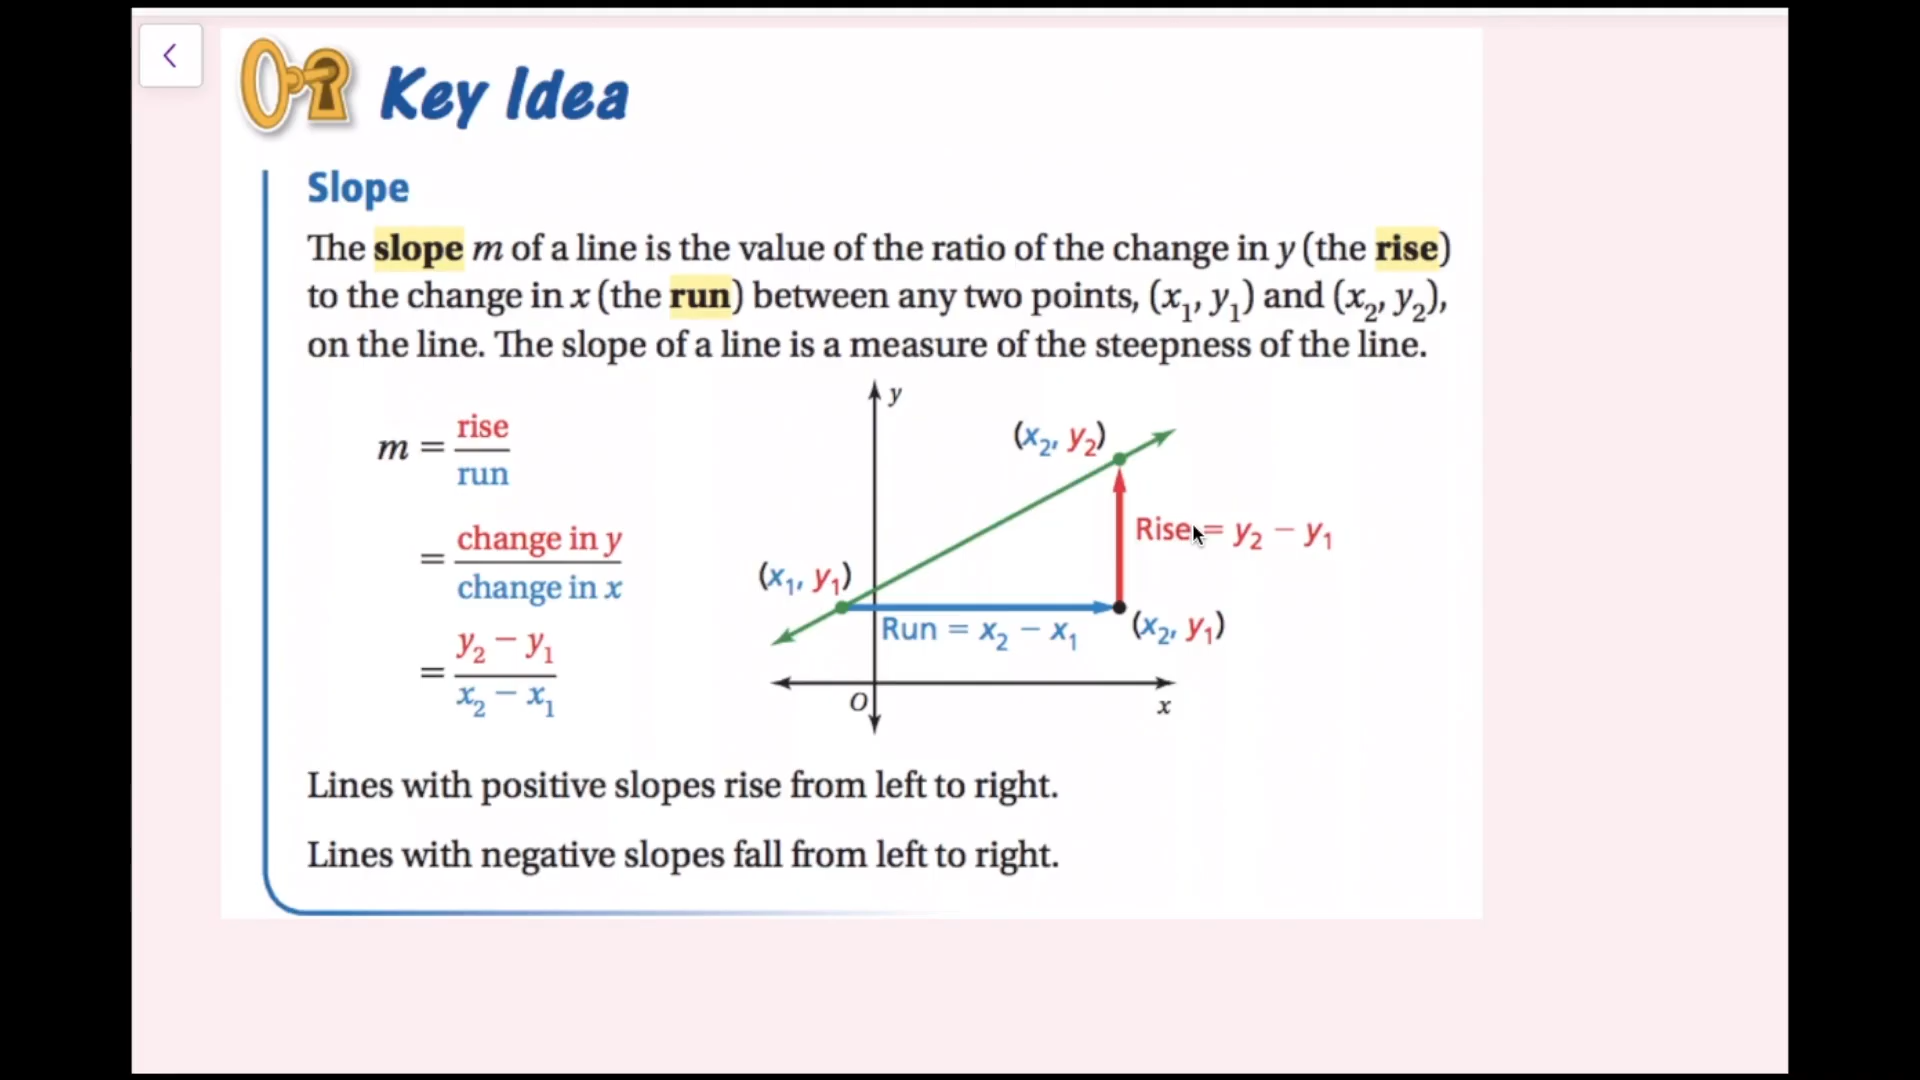 Key Idea
Slope
The slope m of a line is the value of the ratio of the change in y (the rise)
to the change in x (the run) between any two points, (x₁, y₁) and (x₂, y₂),
on the line. The slope of a line is a measure of the steepness of the line.
m = rise / run
= change in y / change in x
= y₂ − y₁ / x₂ − x₁
y
(x₂, y₂)
Rise = y₂ − y₁
(x₁, y₁)
Run = x₂ − x₁
(x₂, y₁)
O
x
Lines with positive slopes rise from left to right.
Lines with negative slopes fall from left to right.